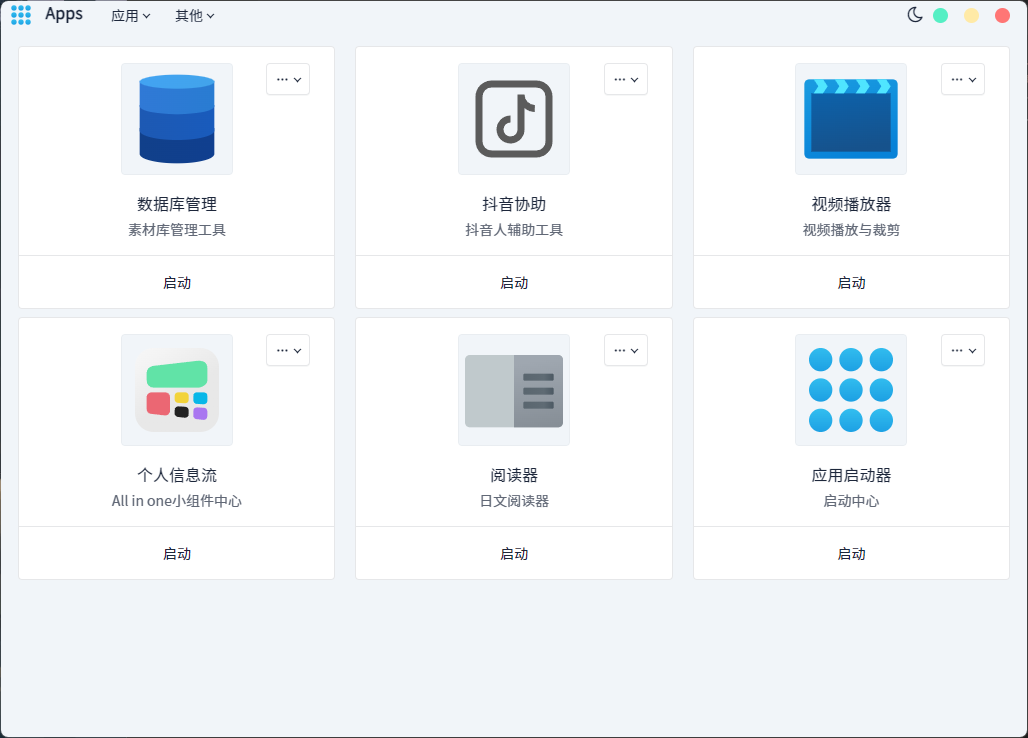 Apps 应用 其他
数据库管理
素材库管理工具
启动
抖音协助
抖音人辅助工具
启动
视频播放器
视频播放与裁剪
启动
个人信息流
All in one小组件中心
启动
阅读器
日文阅读器
启动
应用启动器
启动中心
启动